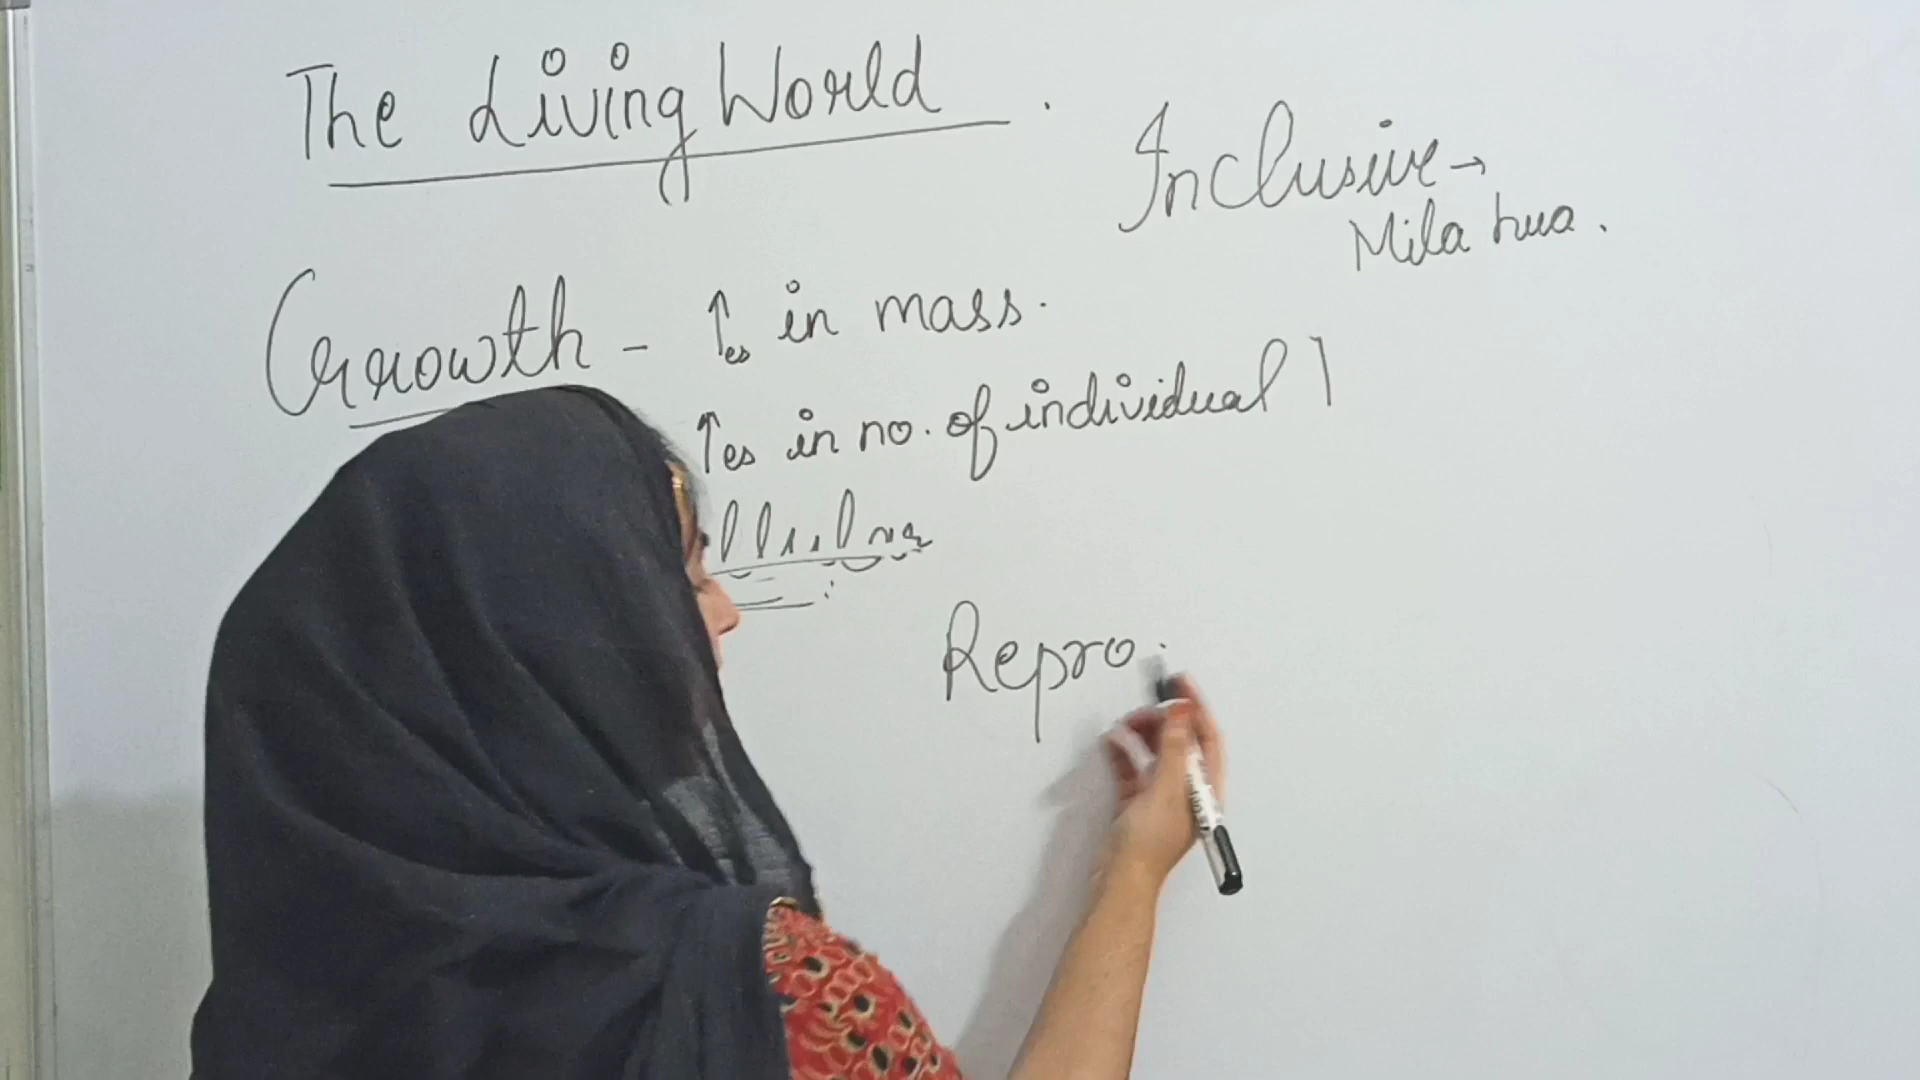 The Living World .
Inclusive →
Mila hua .
Growth - ↑es in mass.
↑es in no. of individual
Repro.